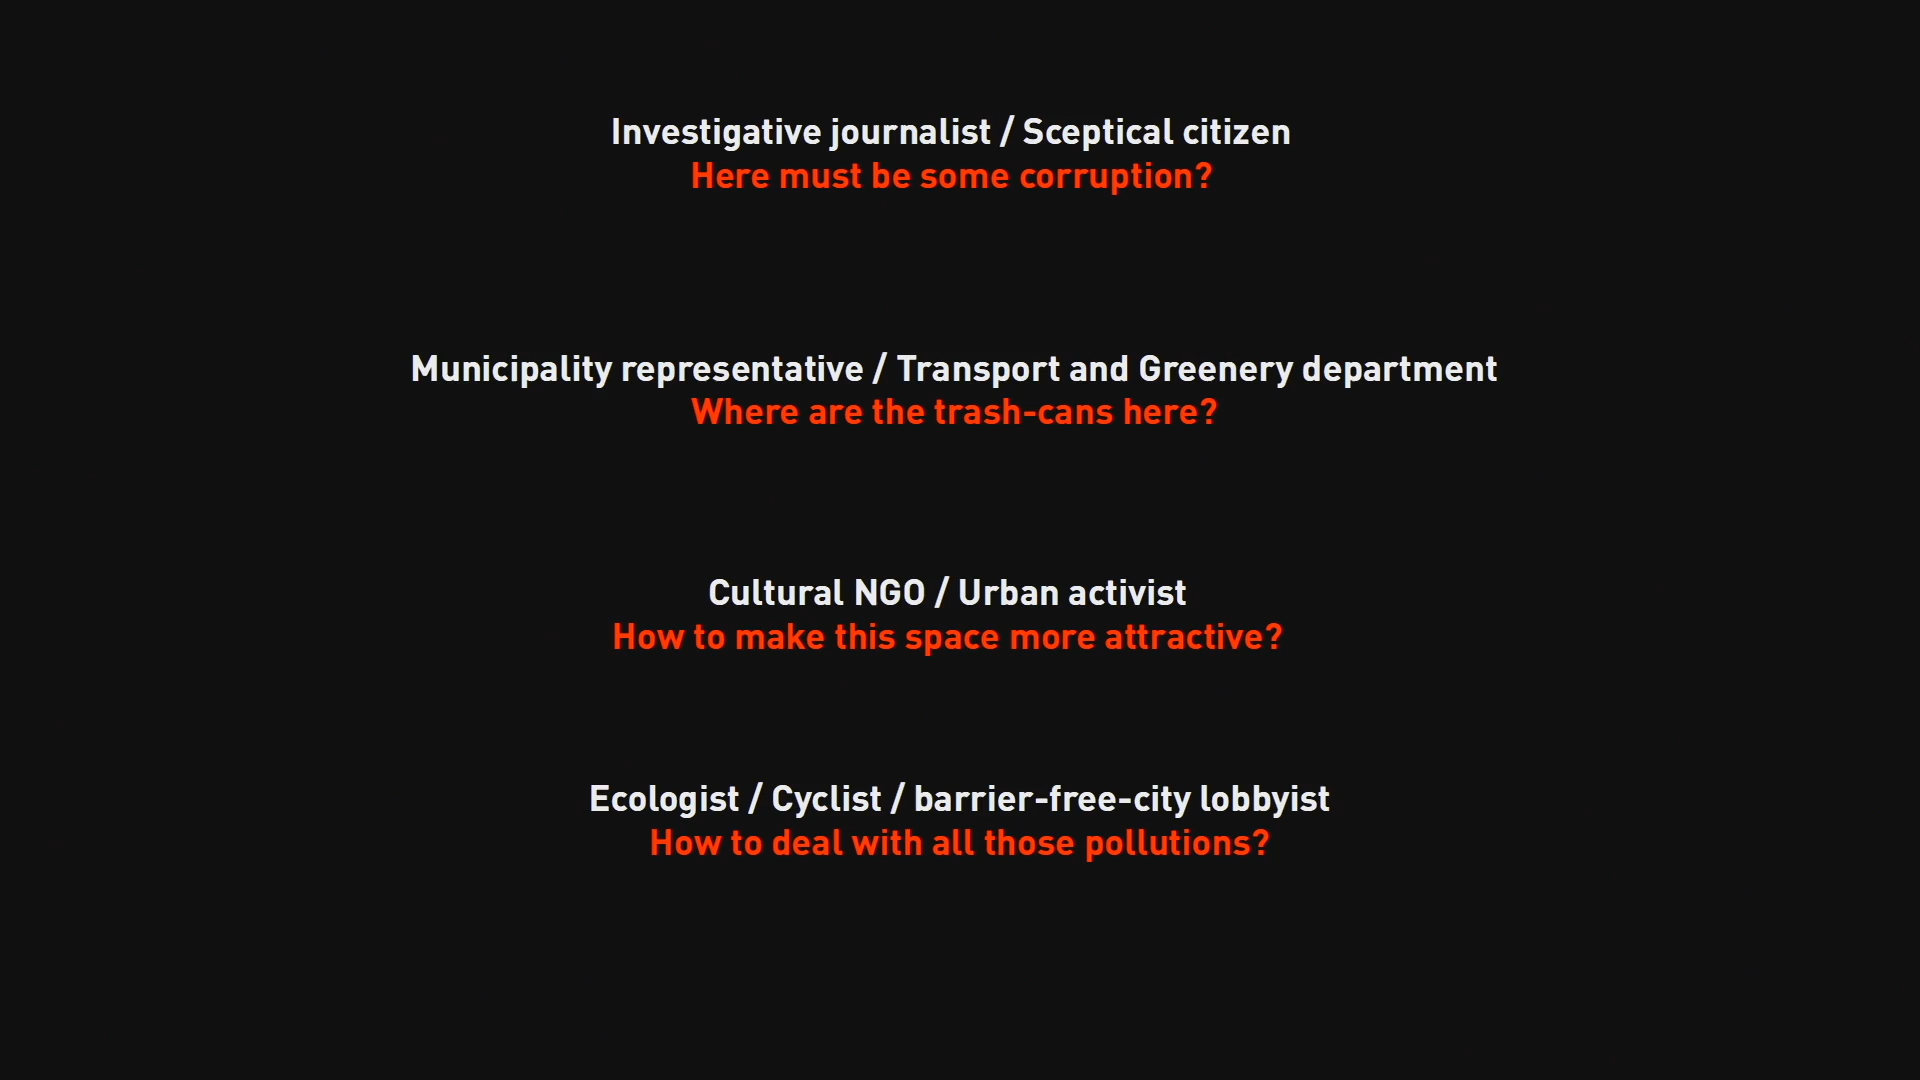 Investigative journalist / Sceptical citizen
Here must be some corruption?
Municipality representative / Transport and Greenery department
Where are the trash-cans here?
Cultural NGO / Urban activist
How to make this space more attractive?
Ecologist / Cyclist / barrier-free-city lobbyist
How to deal with all those pollutions?